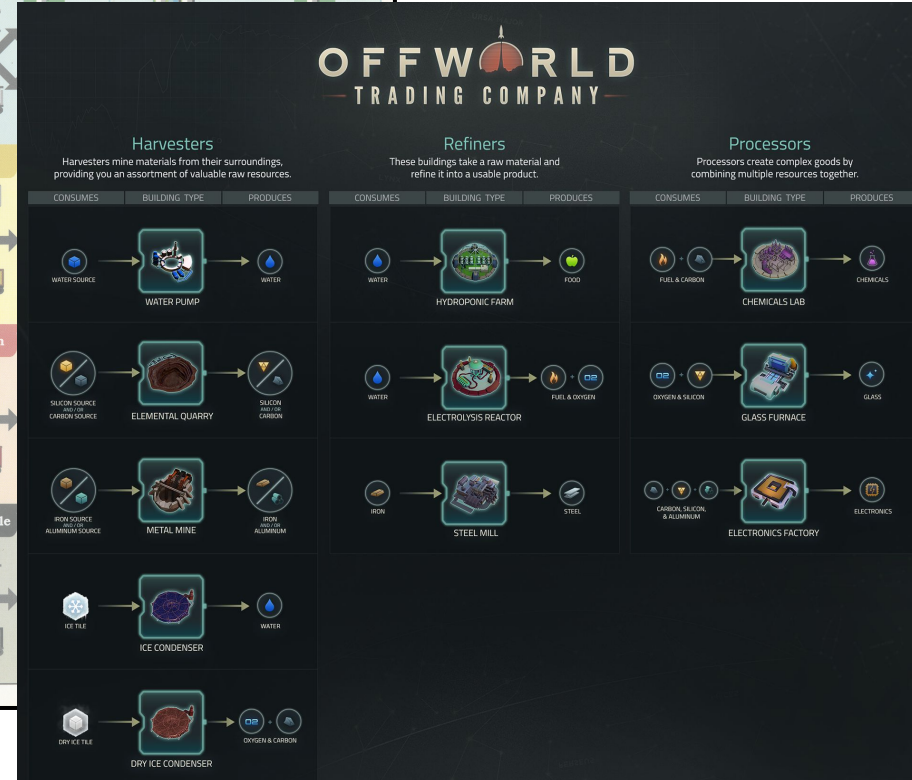 OFFWORLD
TRADING COMPANY
Harvesters
Harvesters mine materials from their surroundings,
providing you an assortment of valuable raw resources.
CONSUMES BUILDING TYPE PRODUCES
WATER SOURCE
WATER PUMP
WATER
SILICON SOURCE
AND / OR
CARBON SOURCE
ELEMENTAL QUARRY
SILICON
AND / OR
CARBON
IRON SOURCE
AND / OR
ALUMINUM SOURCE
METAL MINE
IRON
AND / OR
ALUMINUM
ICE TILE
ICE CONDENSER
WATER
DRY ICE TILE
DRY ICE CONDENSER
O2 +
OXYGEN & CARBON
Refiners
These buildings take a raw material and
refine it into a usable product.
CONSUMES BUILDING TYPE PRODUCES
WATER
HYDROPONIC FARM
FOOD
WATER
ELECTROLYSIS REACTOR
+ O2
FUEL & OXYGEN
IRON
STEEL MILL
STEEL
Processors
Processors create complex goods by
combining multiple resources together.
CONSUMES BUILDING TYPE PRODUCES
+
FUEL & CARBON
CHEMICALS LAB
CHEMICALS
O2 +
OXYGEN & SILICON
GLASS FURNACE
GLASS
+ +
CARBON, SILICON,
& ALUMINUM
ELECTRONICS FACTORY
ELECTRONICS
n
le